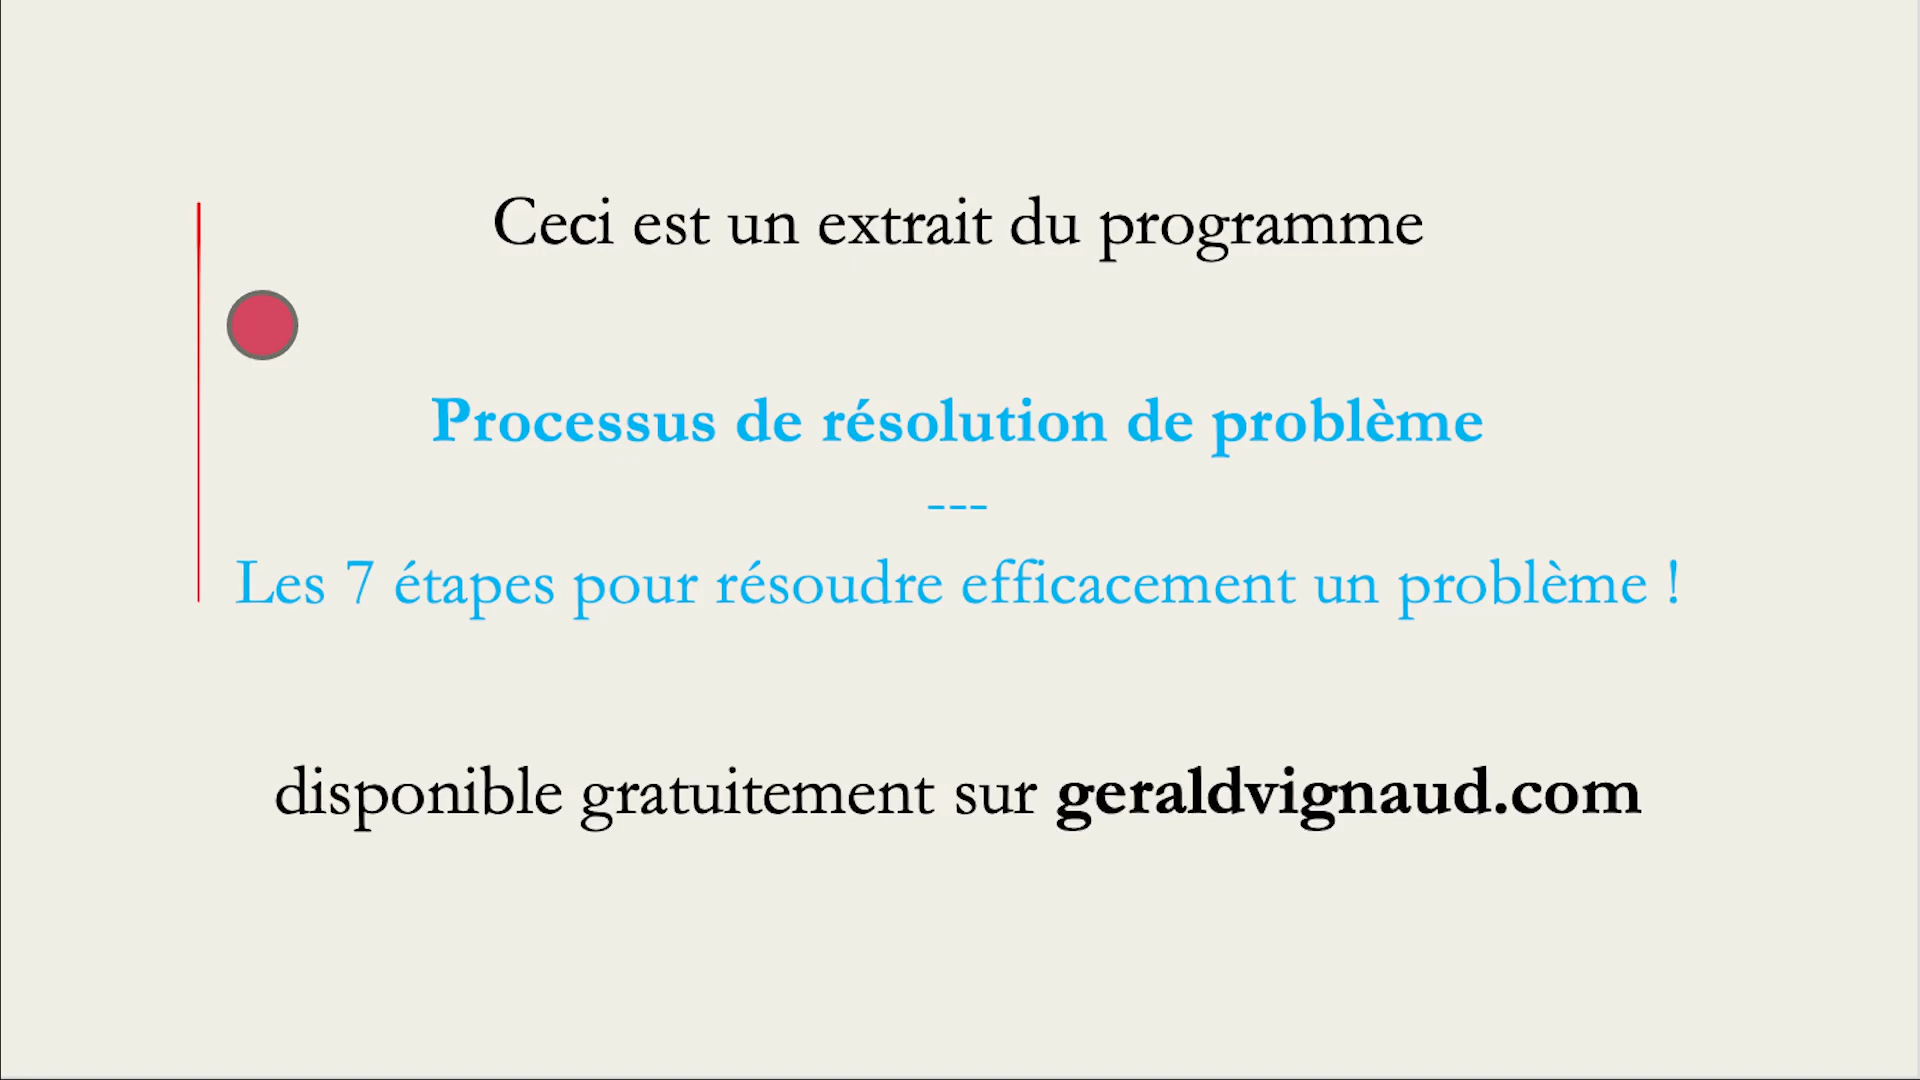 Ceci est un extrait du programme
Processus de résolution de problème
---
Les 7 étapes pour résoudre efficacement un problème !
disponible gratuitement sur geraldvignaud.com